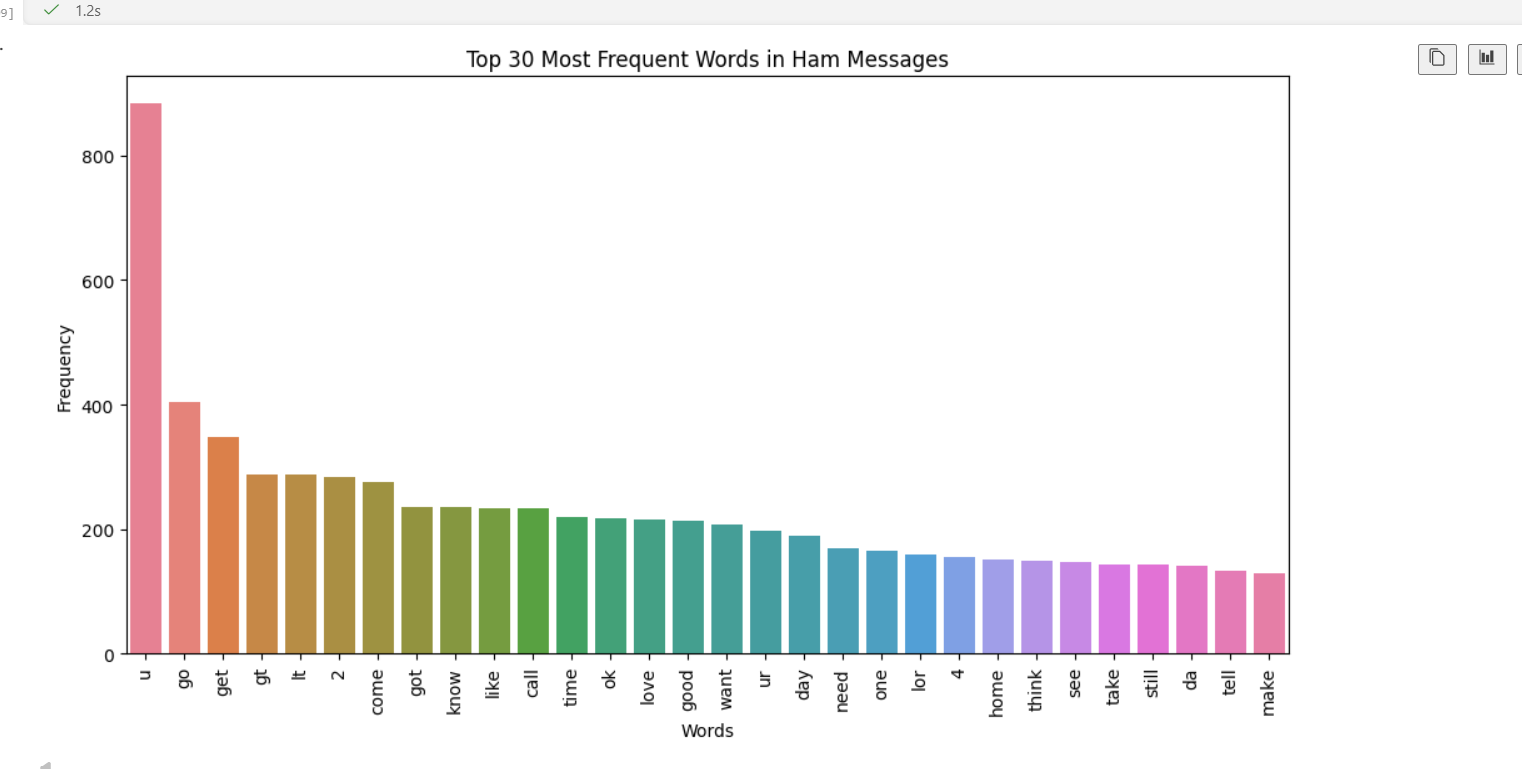 9]
1.2s
Top 30 Most Frequent Words in Ham Messages
800
600
400
200
0
Frequency
u go get gt lt 2 come got know like call time ok love good want ur day need one lor 4 home think see take still da tell make
Words